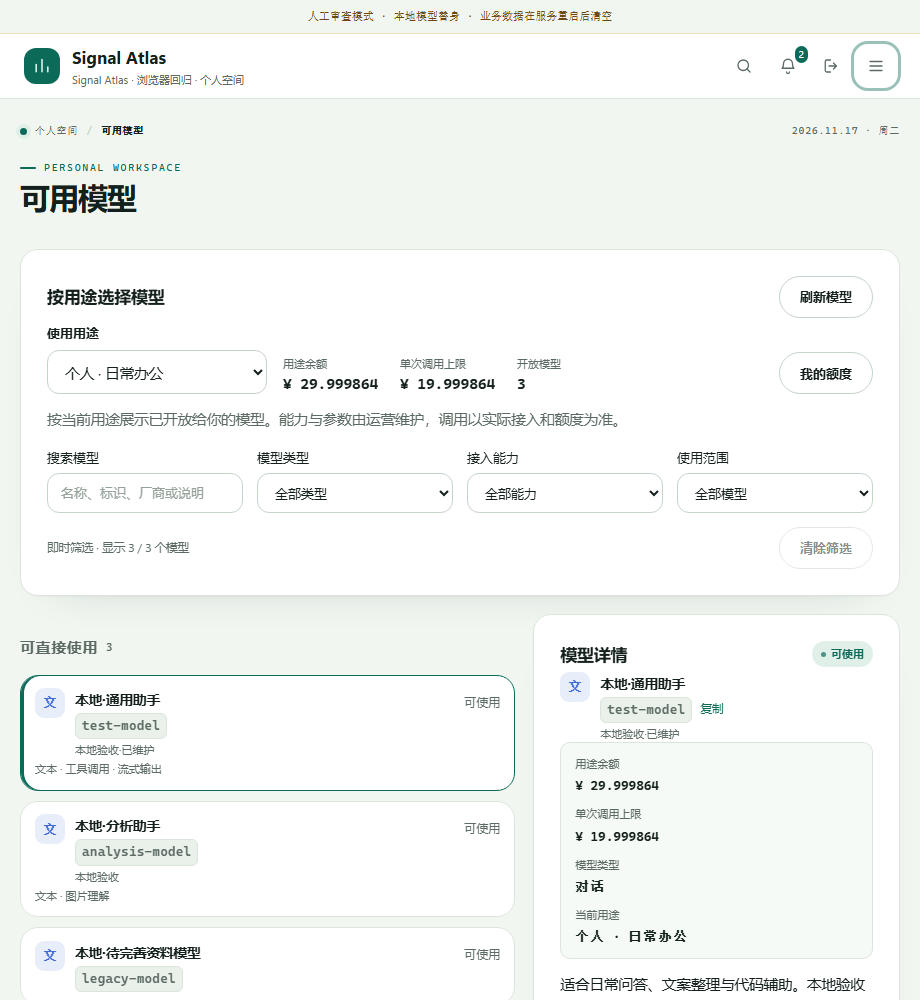 人工审查模式 · 本地模型替身 · 业务数据在服务重启后清空
Signal Atlas
Signal Atlas · 浏览器回归 · 个人空间
2
个人空间 / 可用模型
2026.11.17 · 周二
PERSONAL WORKSPACE
可用模型
按用途选择模型
刷新模型
使用用途
个人 · 日常办公
用途余额
¥ 29.999864
单次调用上限
¥ 19.999864
开放模型
3
我的额度
按当前用途展示已开放给你的模型。能力与参数由运营维护，调用以实际接入和额度为准。
搜索模型
名称、标识、厂商或说明
模型类型
全部类型
接入能力
全部能力
使用范围
全部模型
即时筛选 · 显示 3 / 3 个模型
清除筛选
可直接使用 3
文
本地·通用助手
可使用
test-model
本地验收·已维护
文本 · 工具调用 · 流式输出
文
本地·分析助手
可使用
analysis-model
本地验收
文本 · 图片理解
文
本地·待完善资料模型
可使用
legacy-model
模型详情
可使用
文
本地·通用助手
test-model 复制
本地验收·已维护
用途余额
¥ 29.999864
单次调用上限
¥ 19.999864
模型类型
对话
当前用途
个人 · 日常办公
适合日常问答、文案整理与代码辅助。本地验收